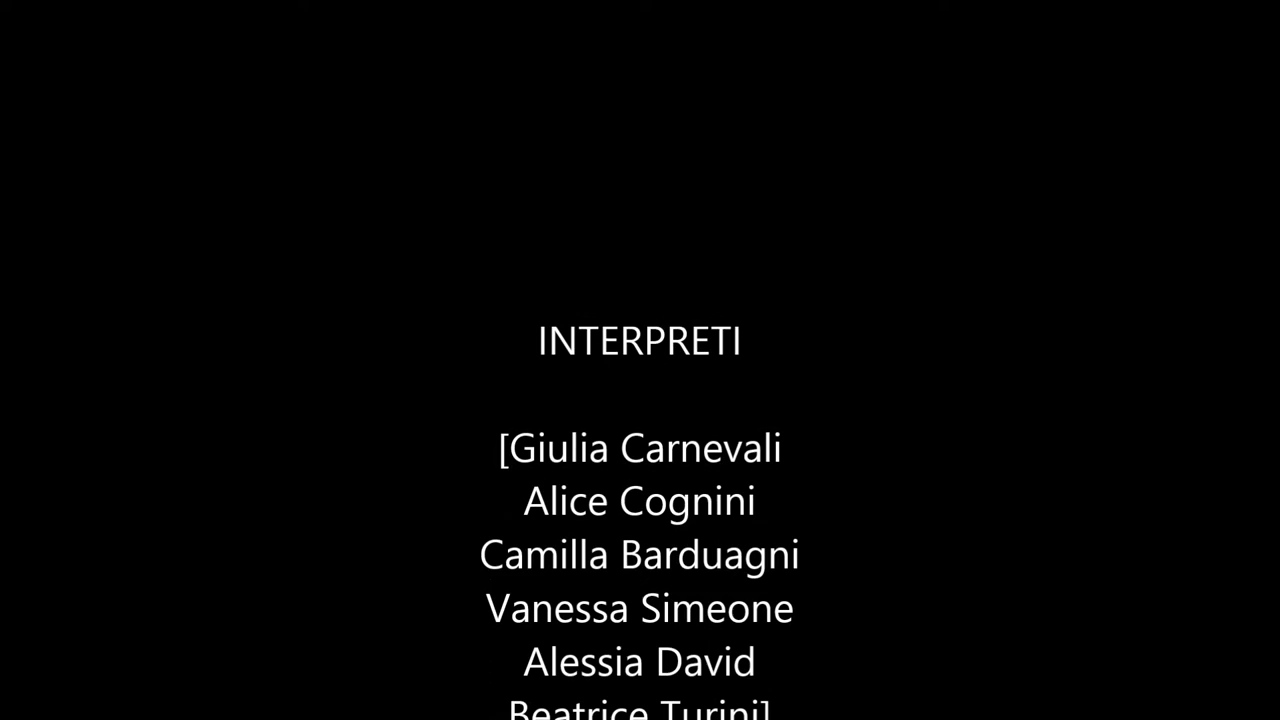 INTERPRETI
[Giulia Carnevali
Alice Cognini
Camilla Barduagni
Vanessa Simeone
Alessia David
Beatrice Turini]